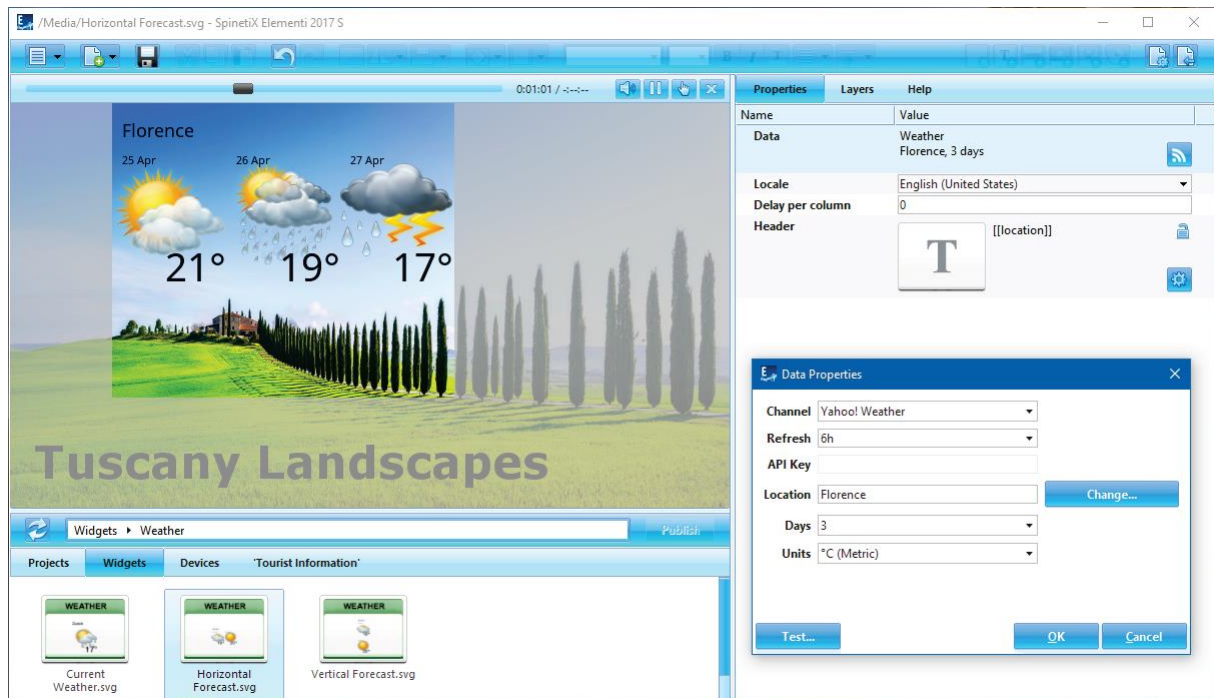 /Media/Horizontal Forecast.svg - SpinetiX Elementi 2017 S
B I
0:01:01 / -:--:--
Florence
25 Apr 26 Apr 27 Apr
21° 19° 17°
Tuscany Landscapes
Widgets ▸ Weather
Publish
Projects Widgets Devices 'Tourist Information'
WEATHER
17°
Current
Weather.svg
WEATHER
Horizontal
Forecast.svg
WEATHER
Vertical Forecast.svg
Properties Layers Help
Name Value
Data Weather
Florence, 3 days
Locale English (United States)
Delay per column 0
Header T [[location]]
Data Properties
Channel Yahoo! Weather
Refresh 6h
API Key
Location Florence Change...
Days 3
Units °C (Metric)
Test... OK Cancel